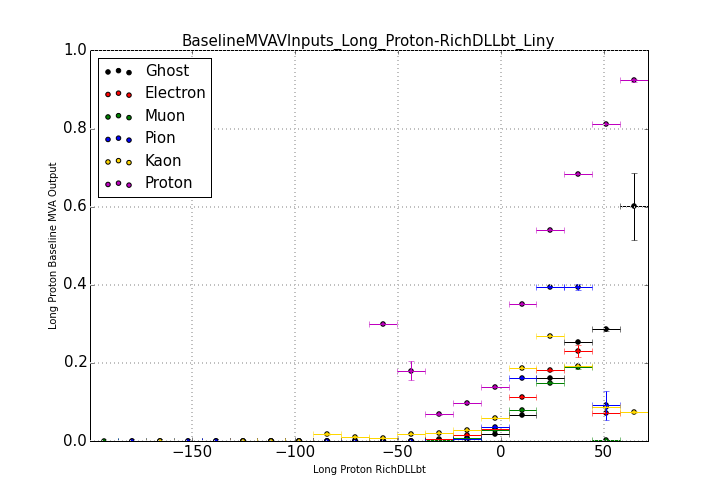 BaselineMVAVInputs_Long_Proton-RichDLLbt_Liny
1.0
0.8
0.6
0.4
0.2
0.0
Long Proton Baseline MVA Output
Ghost
Electron
Muon
Pion
Kaon
Proton
−150
−100
−50
0
50
Long Proton RichDLLbt